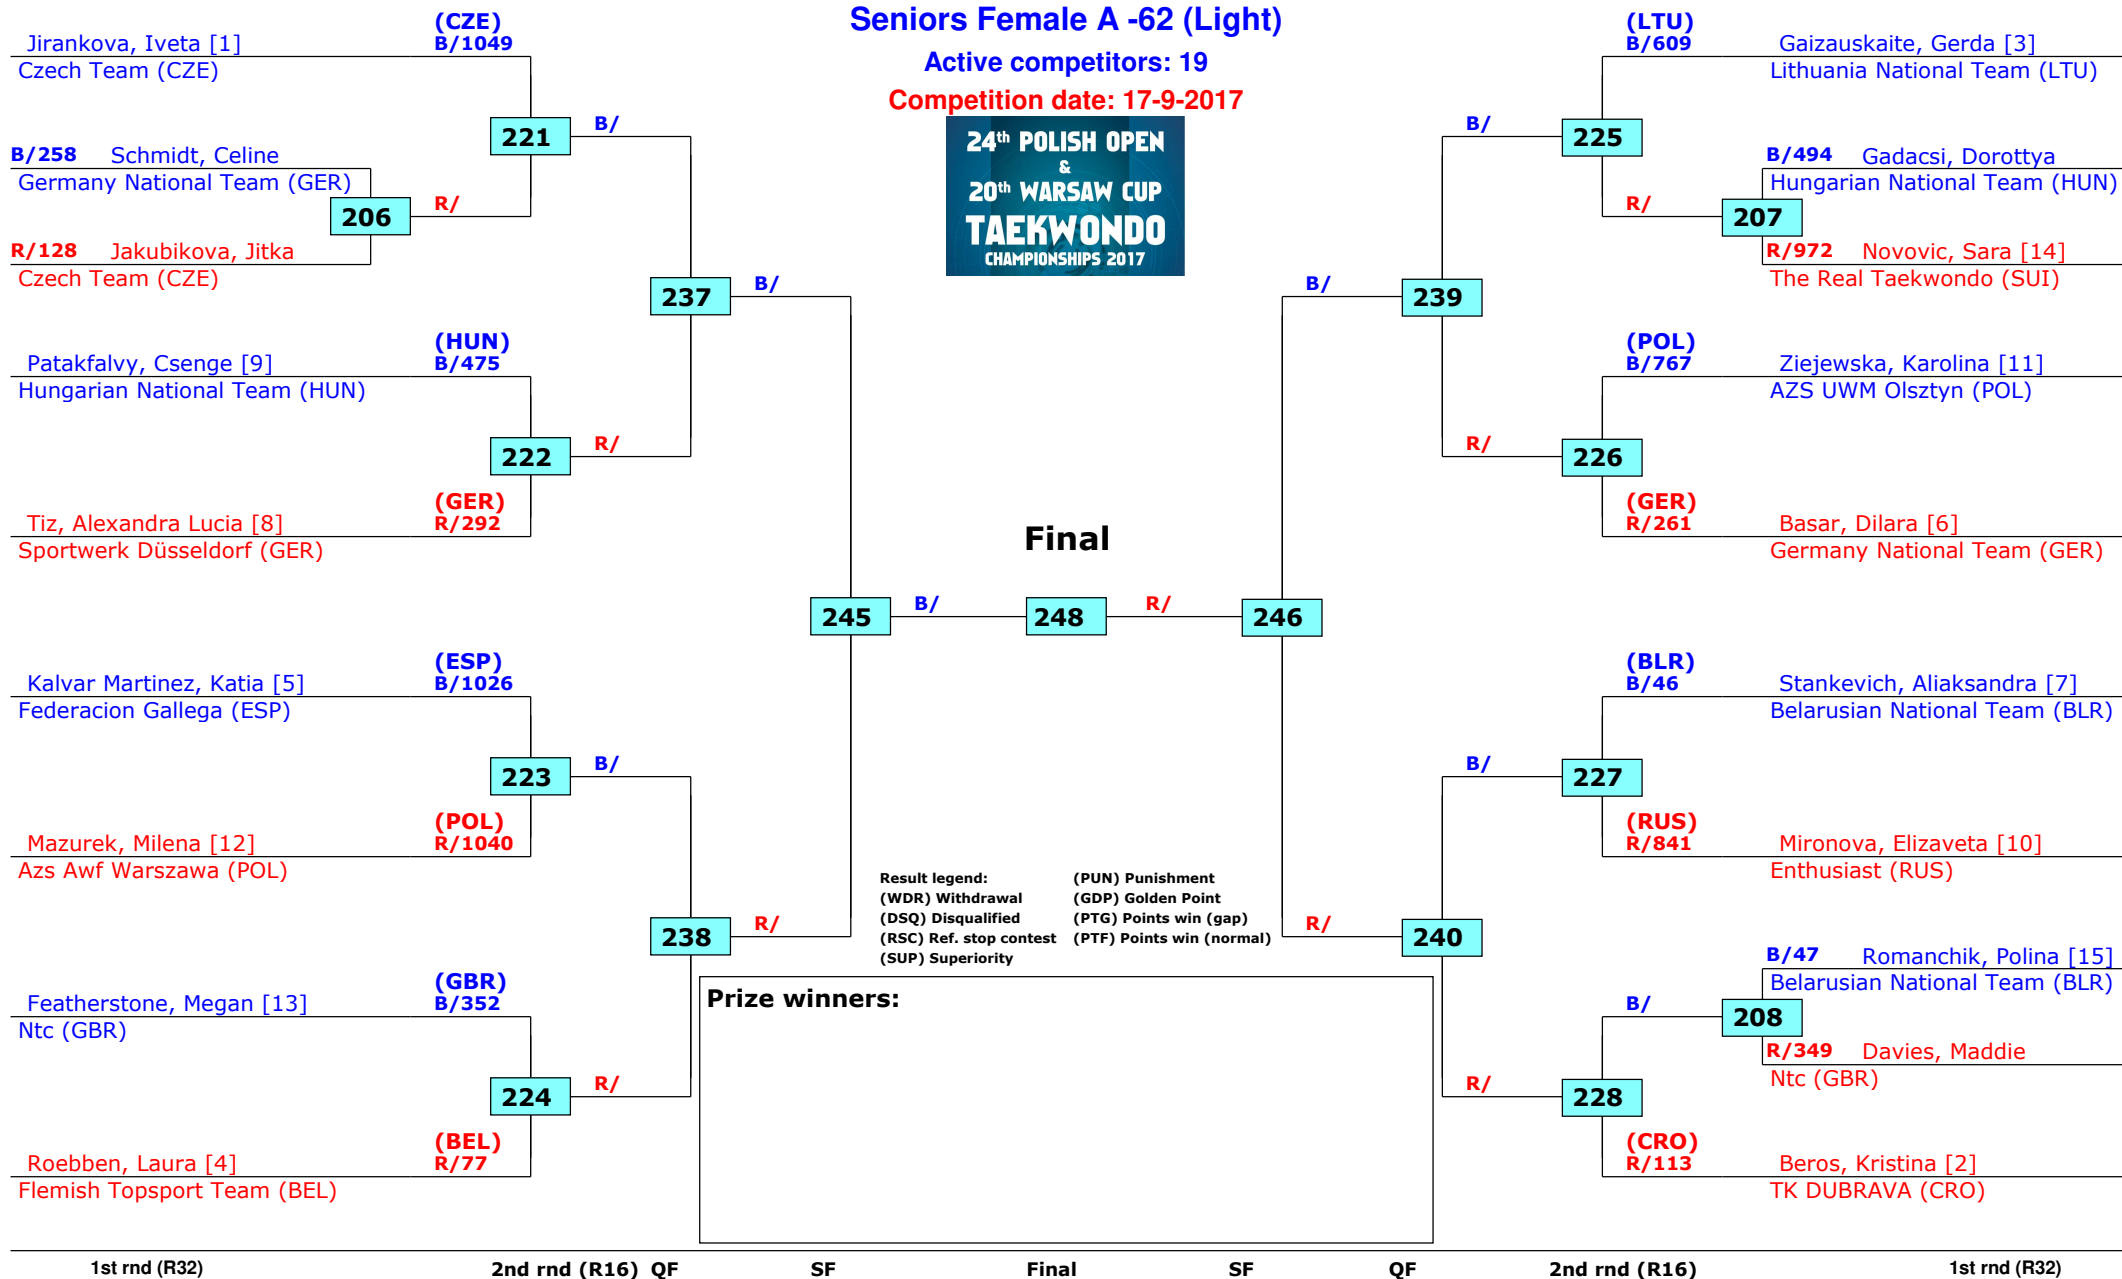 Seniors Female A -62 (Light)
Active competitors: 19
Competition date: 17-9-2017
24th POLISH OPEN
&
20th WARSAW CUP
TAEKWONDO
CHAMPIONSHIPS 2017
(CZE)
Jirankova, Iveta [1] B/1049
Czech Team (CZE)
221
B/
B/258 Schmidt, Celine
Germany National Team (GER)
206
R/
R/128 Jakubikova, Jitka
Czech Team (CZE)
237
B/
(HUN)
Patakfalvy, Csenge [9] B/475
Hungarian National Team (HUN)
222
R/
(GER)
Tiz, Alexandra Lucia [8] R/292
Sportwerk Düsseldorf (GER)
245
B/
(ESP)
Kalvar Martinez, Katia [5] B/1026
Federacion Gallega (ESP)
223
B/
(POL)
Mazurek, Milena [12] R/1040
Azs Awf Warszawa (POL)
238
R/
(GBR)
Featherstone, Megan [13] B/352
Ntc (GBR)
224
R/
(BEL)
Roebben, Laura [4] R/77
Flemish Topsport Team (BEL)
Final
248
R/
246
(LTU)
B/609 Gaizauskaite, Gerda [3]
Lithuania National Team (LTU)
B/
225
B/494 Gadacsi, Dorottya
Hungarian National Team (HUN)
R/
207
R/972 Novovic, Sara [14]
The Real Taekwondo (SUI)
B/
239
(POL)
B/767 Ziejewska, Karolina [11]
AZS UWM Olsztyn (POL)
R/
226
(GER)
R/261 Basar, Dilara [6]
Germany National Team (GER)
(BLR)
B/46 Stankevich, Aliaksandra [7]
Belarusian National Team (BLR)
B/
227
(RUS)
R/841 Mironova, Elizaveta [10]
Enthusiast (RUS)
R/
240
B/47 Romanchik, Polina [15]
Belarusian National Team (BLR)
B/
208
R/349 Davies, Maddie
Ntc (GBR)
R/
228
(CRO)
R/113 Beros, Kristina [2]
TK DUBRAVA (CRO)
Result legend: (PUN) Punishment
(WDR) Withdrawal (GDP) Golden Point
(DSQ) Disqualified (PTG) Points win (gap)
(RSC) Ref. stop contest (PTF) Points win (normal)
(SUP) Superiority
Prize winners:
1st rnd (R32) 2nd rnd (R16) QF SF Final SF QF 2nd rnd (R16) 1st rnd (R32)